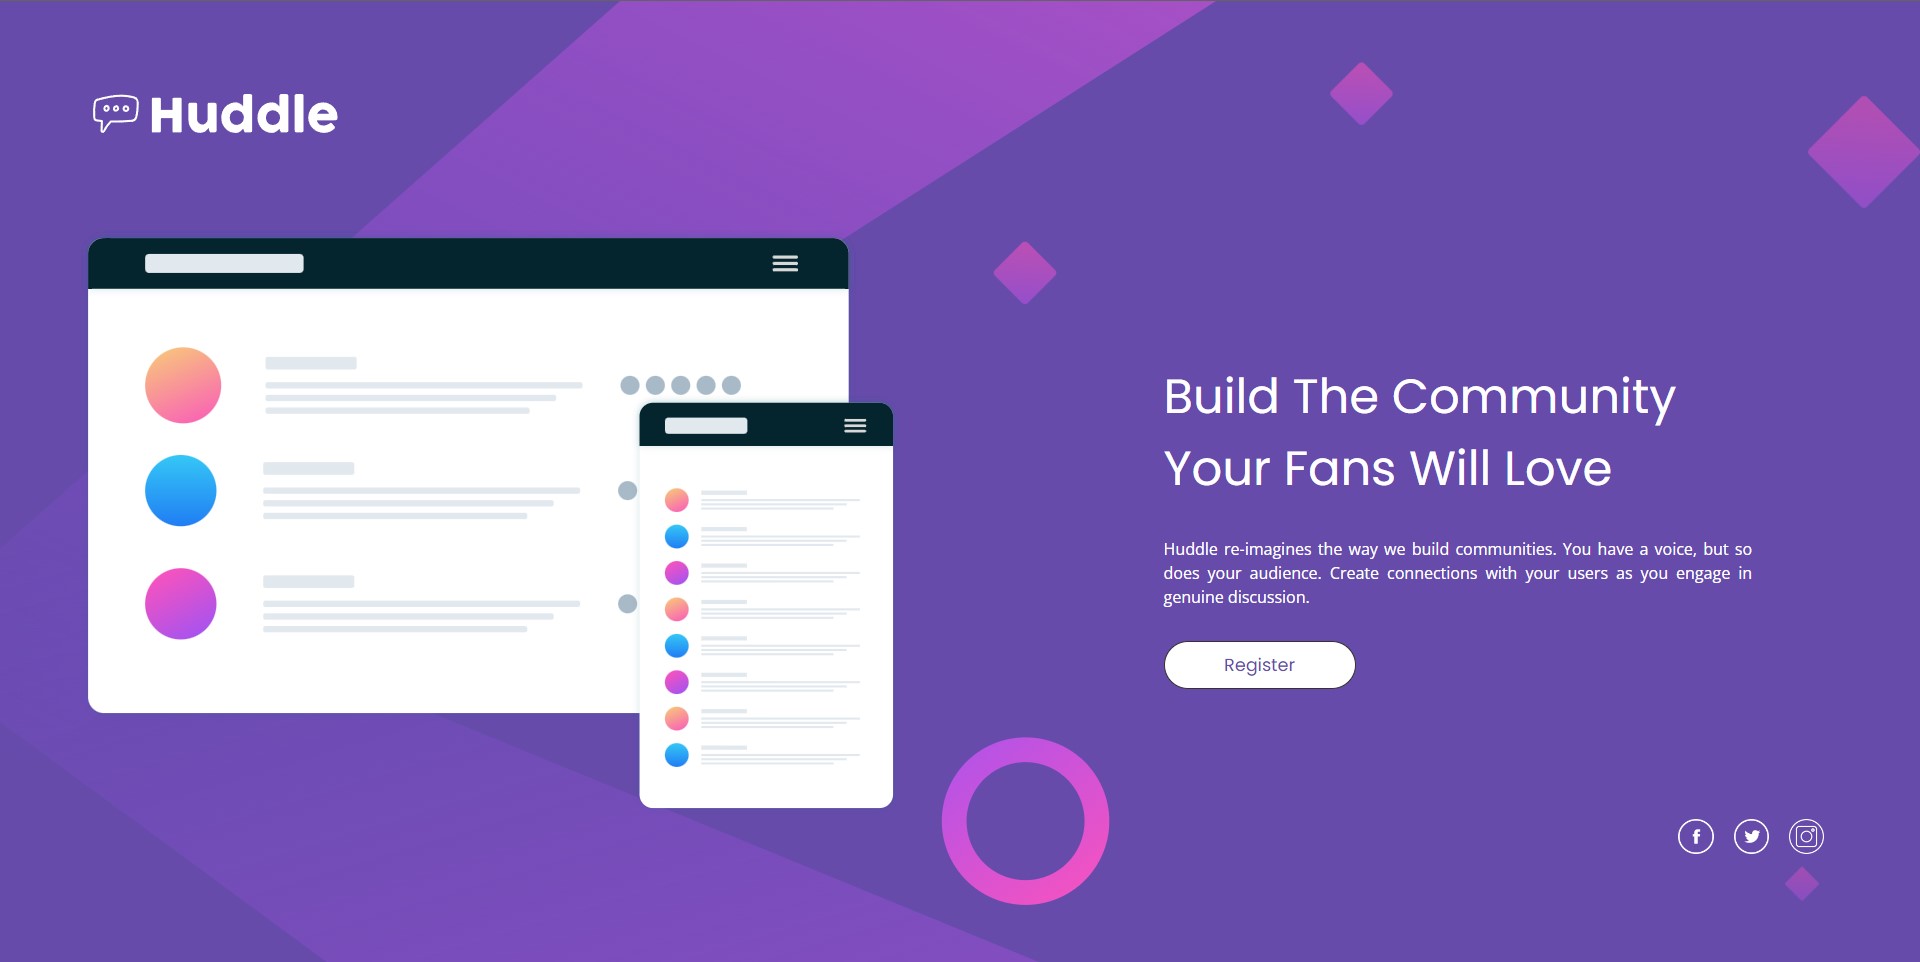 Huddle
Build The Community
Your Fans Will Love
Huddle re-imagines the way we build communities. You have a voice, but so
does your audience. Create connections with your users as you engage in
genuine discussion.
Register